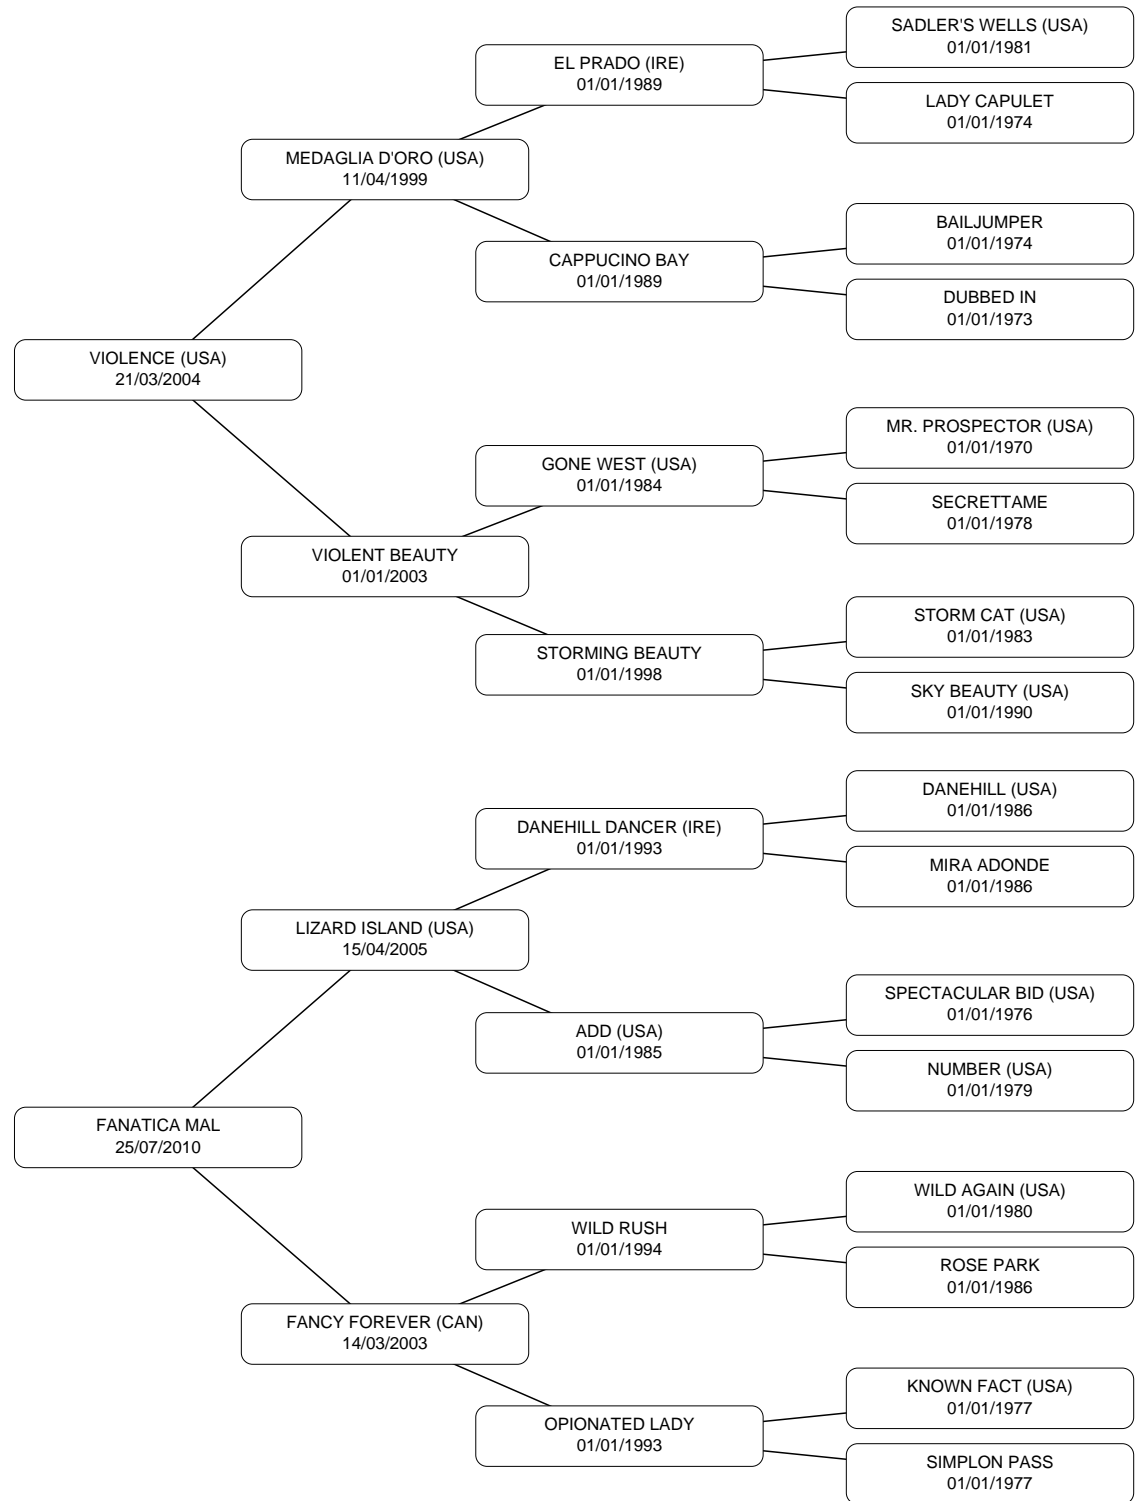 SADLER'S WELLS (USA)
01/01/1981
EL PRADO (IRE)
01/01/1989
LADY CAPULET
01/01/1974
MEDAGLIA D'ORO (USA)
11/04/1999
BAILJUMPER
01/01/1974
CAPPUCINO BAY
01/01/1989
DUBBED IN
01/01/1973
VIOLENCE (USA)
21/03/2004
MR. PROSPECTOR (USA)
01/01/1970
GONE WEST (USA)
01/01/1984
SECRETTAME
01/01/1978
VIOLENT BEAUTY
01/01/2003
STORM CAT (USA)
01/01/1983
STORMING BEAUTY
01/01/1998
SKY BEAUTY (USA)
01/01/1990
DANEHILL (USA)
01/01/1986
DANEHILL DANCER (IRE)
01/01/1993
MIRA ADONDE
01/01/1986
LIZARD ISLAND (USA)
15/04/2005
SPECTACULAR BID (USA)
01/01/1976
ADD (USA)
01/01/1985
NUMBER (USA)
01/01/1979
FANATICA MAL
25/07/2010
WILD AGAIN (USA)
01/01/1980
WILD RUSH
01/01/1994
ROSE PARK
01/01/1986
FANCY FOREVER (CAN)
14/03/2003
KNOWN FACT (USA)
01/01/1977
OPIONATED LADY
01/01/1993
SIMPLON PASS
01/01/1977